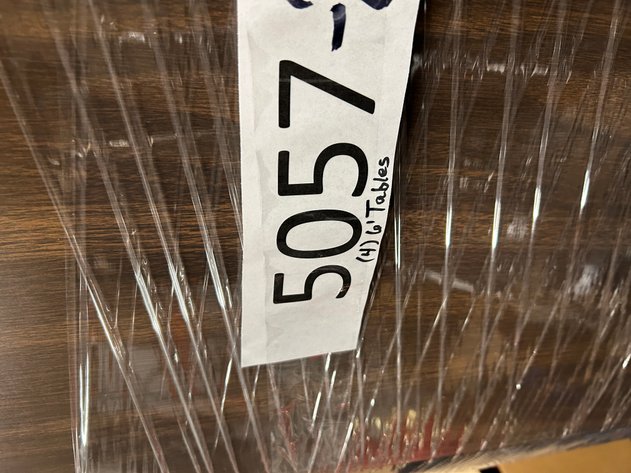 5057-
(4) 6' Tables